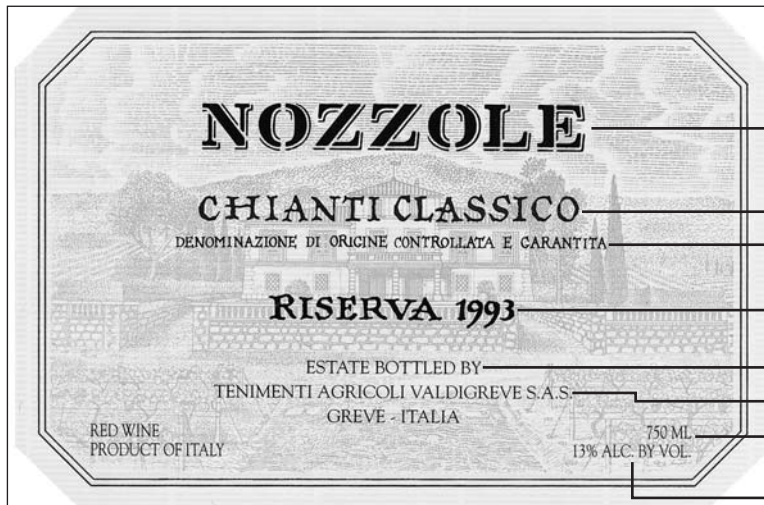 NOZZOLE
CHIANTI CLASSICO
DENOMINAZIONE DI ORIGINE CONTROLLATA E GARANTITA
RISERVA 1993
ESTATE BOTTLED BY
TENIMENTI AGRICOLI VALDIGREVE S.A.S.
GREVE - ITALIA
RED WINE
PRODUCT OF ITALY
750 ML
13% ALC. BY VOL.